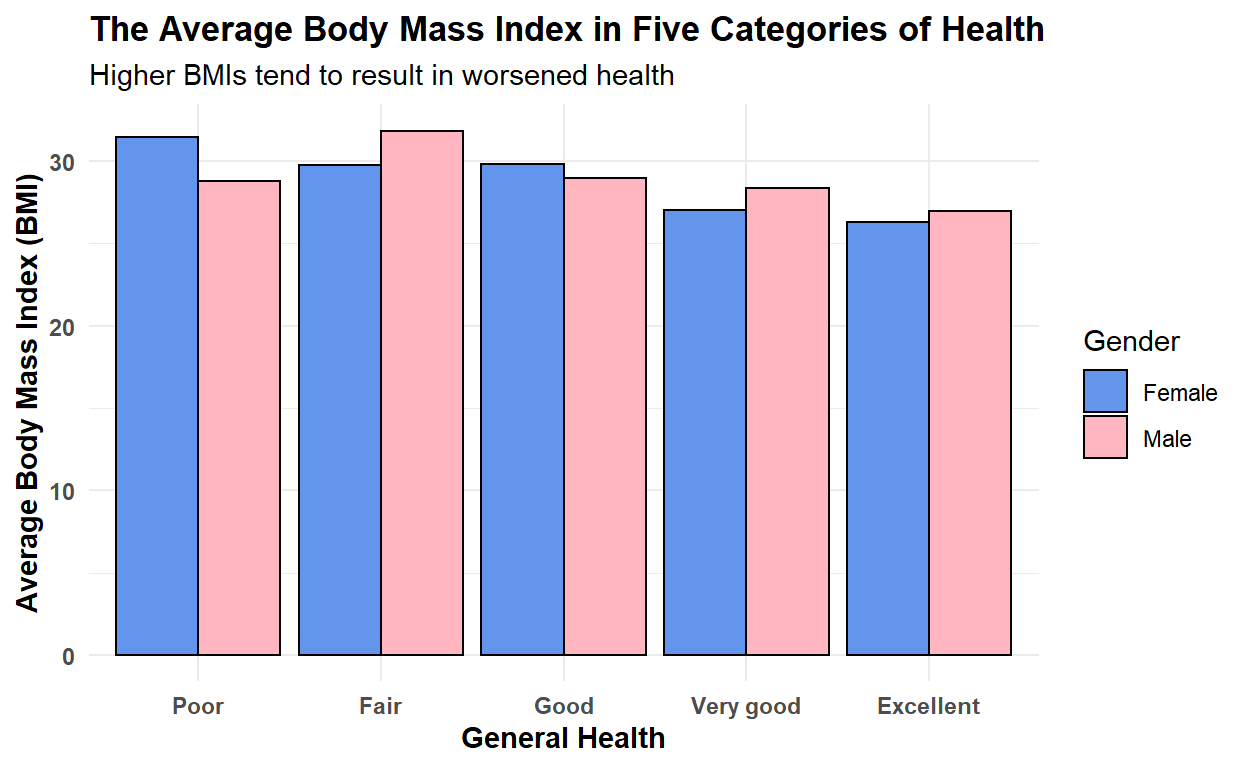 The Average Body Mass Index in Five Categories of Health
Higher BMIs tend to result in worsened health
Average Body Mass Index (BMI)
30
20
10
0
Poor Fair Good Very good Excellent
General Health
Gender
Female
Male